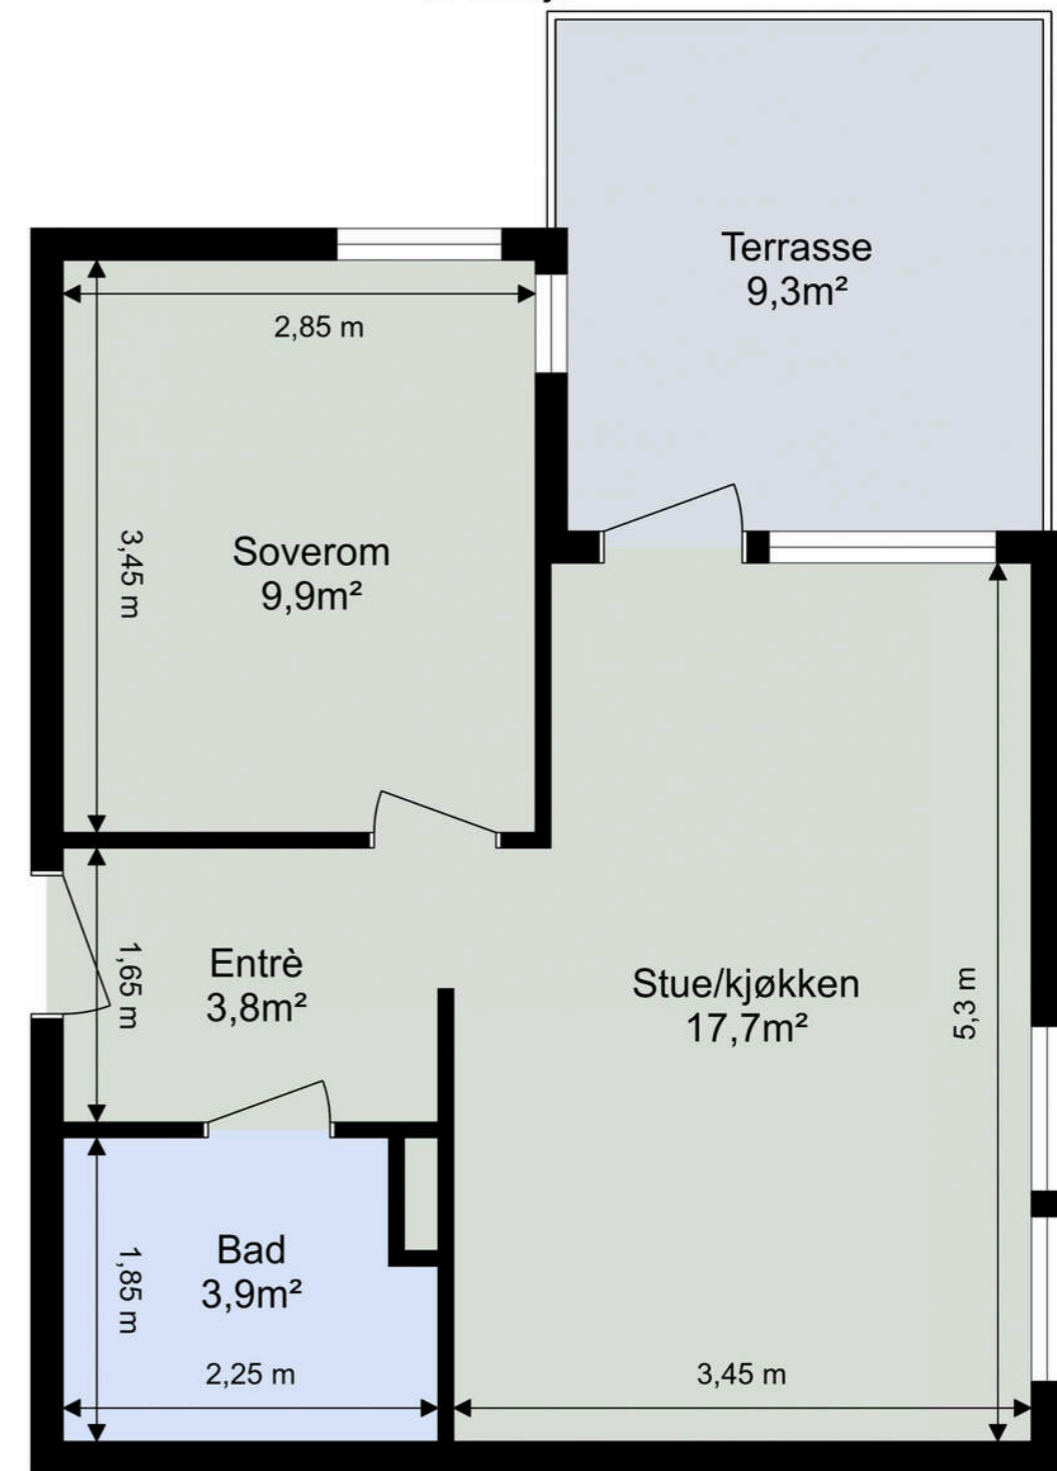 Terrasse
9,3m²
2,85 m
3,45 m
Soverom
9,9m²
1,65 m
Entrè
3,8m²
Stue/kjøkken
17,7m²
5,3 m
Bad
3,9m²
1,85 m
2,25 m
3,45 m